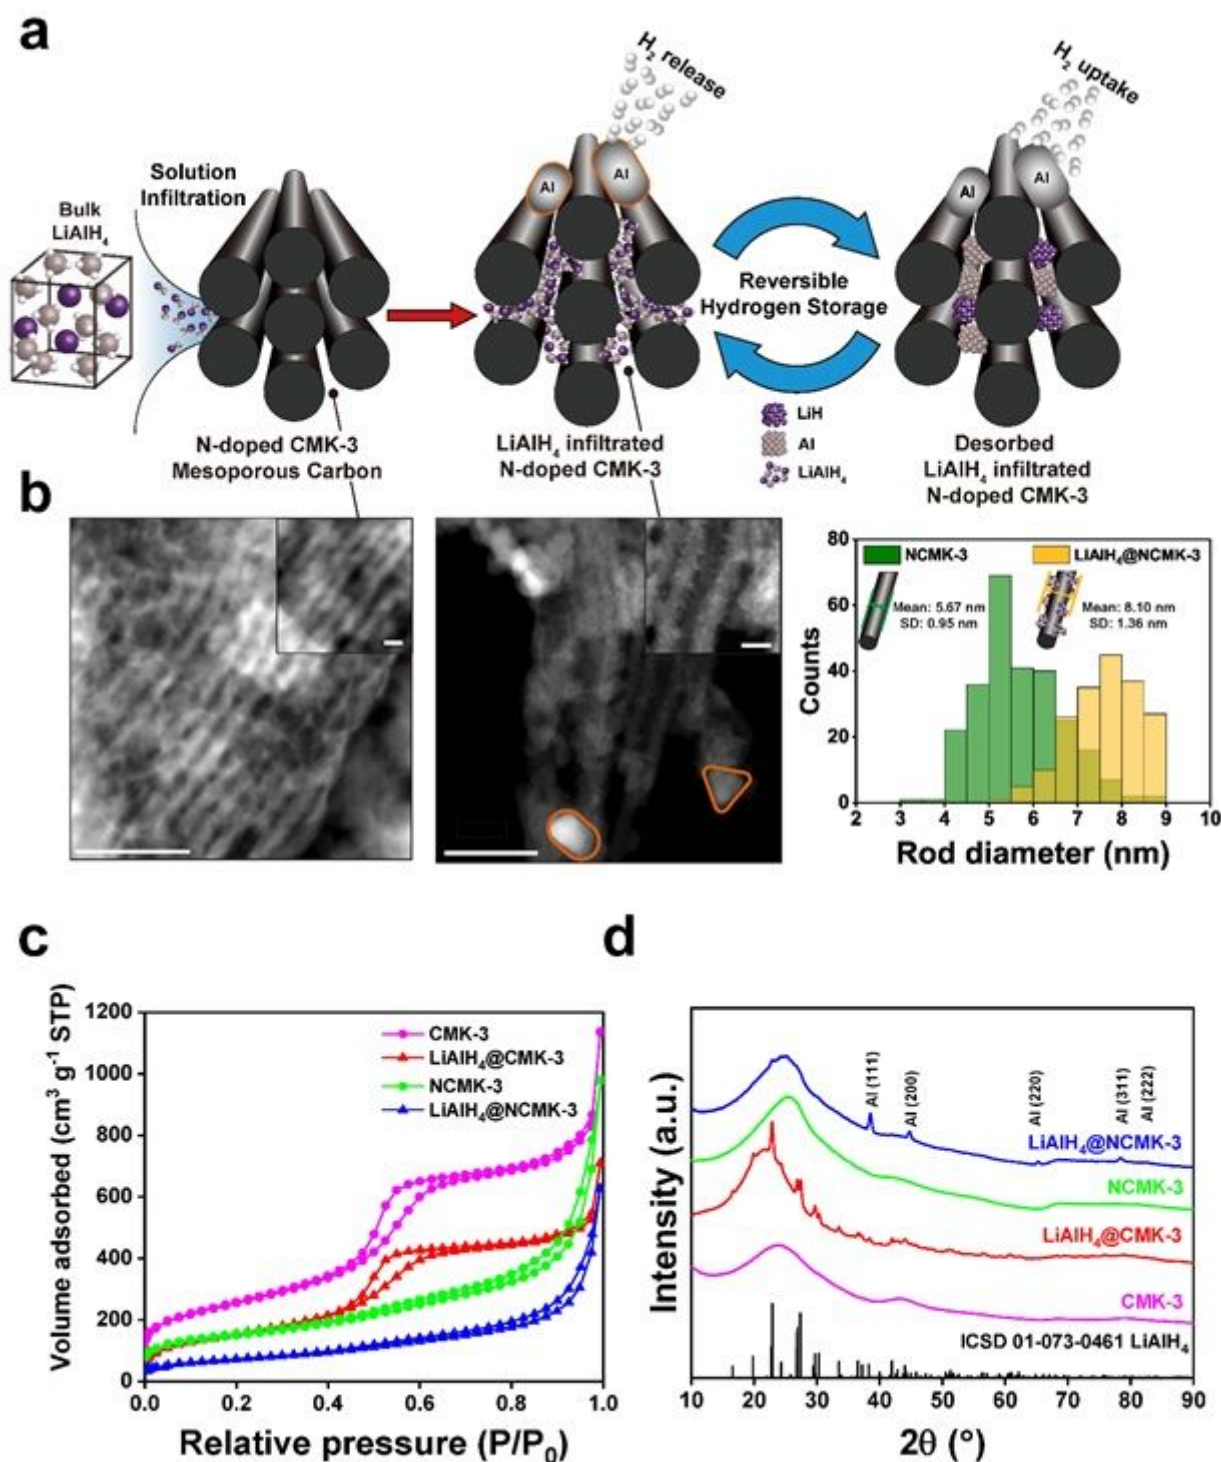 a
H2 release
H2 uptake
Solution
Infiltration
Bulk
LiAlH4
Al
Al
Al
Al
Reversible
Hydrogen Storage
LiH
Al
LiAlH4
N-doped CMK-3
Mesoporous Carbon
LiAlH4 infiltrated
N-doped CMK-3
Desorbed
LiAlH4 infiltrated
N-doped CMK-3
b
80
60
40
20
0
Counts
NCMK-3
LiAlH4@NCMK-3
Mean: 5.67 nm
SD: 0.95 nm
Mean: 8.10 nm
SD: 1.36 nm
2 3 4 5 6 7 8 9 10
Rod diameter (nm)
c
Volume adsorbed (cm3 g-1 STP)
1200
1000
800
600
400
200
0
CMK-3
LiAlH4@CMK-3
NCMK-3
LiAlH4@NCMK-3
0.0 0.2 0.4 0.6 0.8 1.0
Relative pressure (P/P0)
d
Intensity (a.u.)
Al (111)
Al (200)
Al (220)
Al (311)
Al (222)
LiAlH4@NCMK-3
NCMK-3
LiAlH4@CMK-3
CMK-3
ICSD 01-073-0461 LiAlH4
10 20 30 40 50 60 70 80 90
2θ (°)